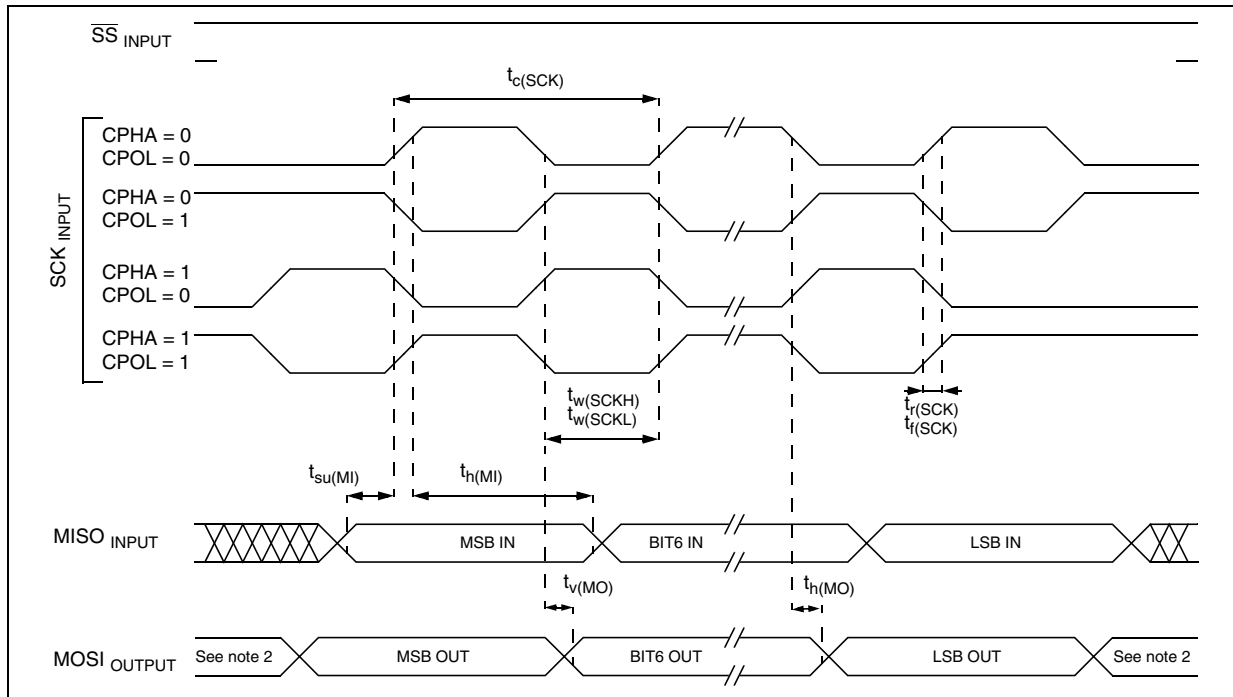 SS INPUT
tc(SCK)
SCK INPUT
CPHA = 0
CPOL = 0
CPHA = 0
CPOL = 1
CPHA = 1
CPOL = 0
CPHA = 1
CPOL = 1
tw(SCKH)
tw(SCKL)
tr(SCK)
tf(SCK)
tsu(MI)
th(MI)
MISO INPUT
MSB IN
BIT6 IN
LSB IN
tv(MO)
th(MO)
MOSI OUTPUT
See note 2
MSB OUT
BIT6 OUT
LSB OUT
See note 2